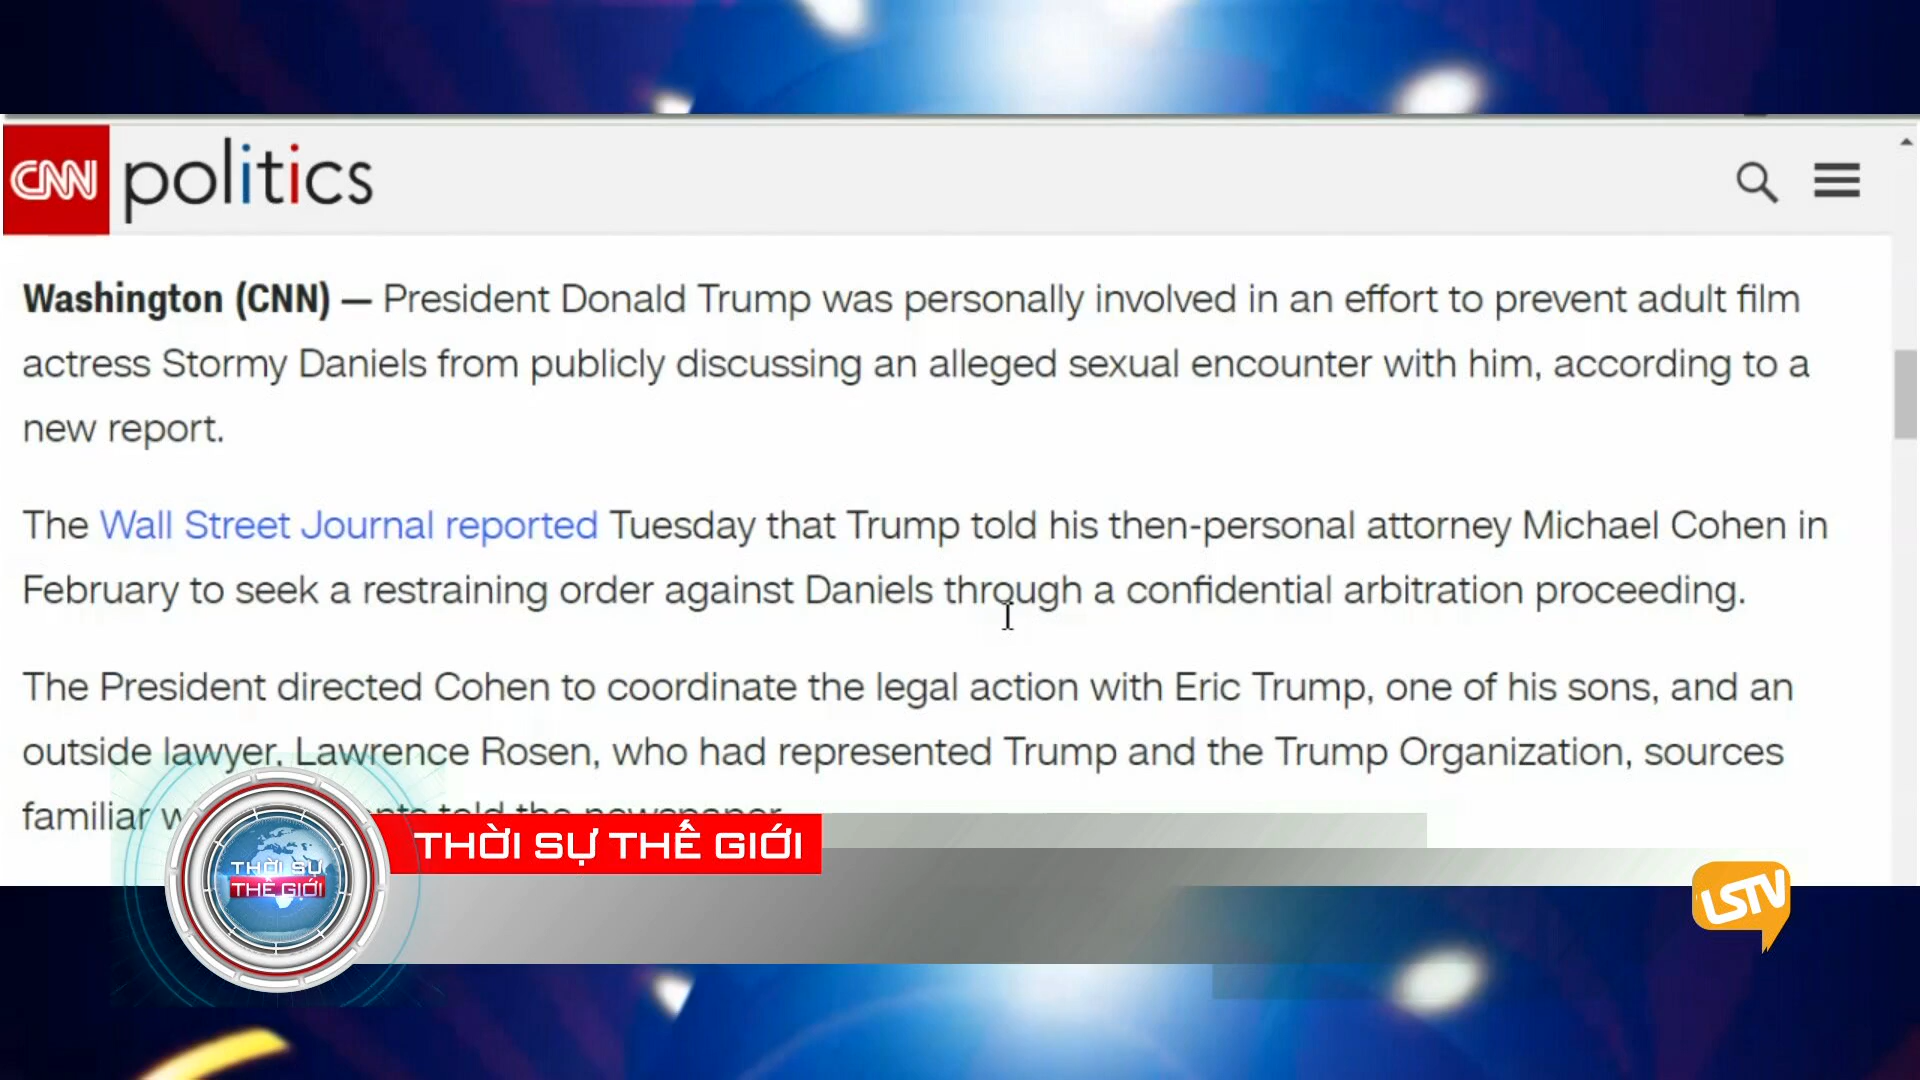 CNN politics
Washington (CNN) — President Donald Trump was personally involved in an effort to prevent adult film
actress Stormy Daniels from publicly discussing an alleged sexual encounter with him, according to a
new report.
The Wall Street Journal reported Tuesday that Trump told his then-personal attorney Michael Cohen in
February to seek a restraining order against Daniels through a confidential arbitration proceeding.
The President directed Cohen to coordinate the legal action with Eric Trump, one of his sons, and an
outside lawyer, Lawrence Rosen, who had represented Trump and the Trump Organization, sources
familiar told the newspaper.
THỜI SỰ THẾ GIỚI
THỜI SỰ
THẾ GIỚI
LSTV